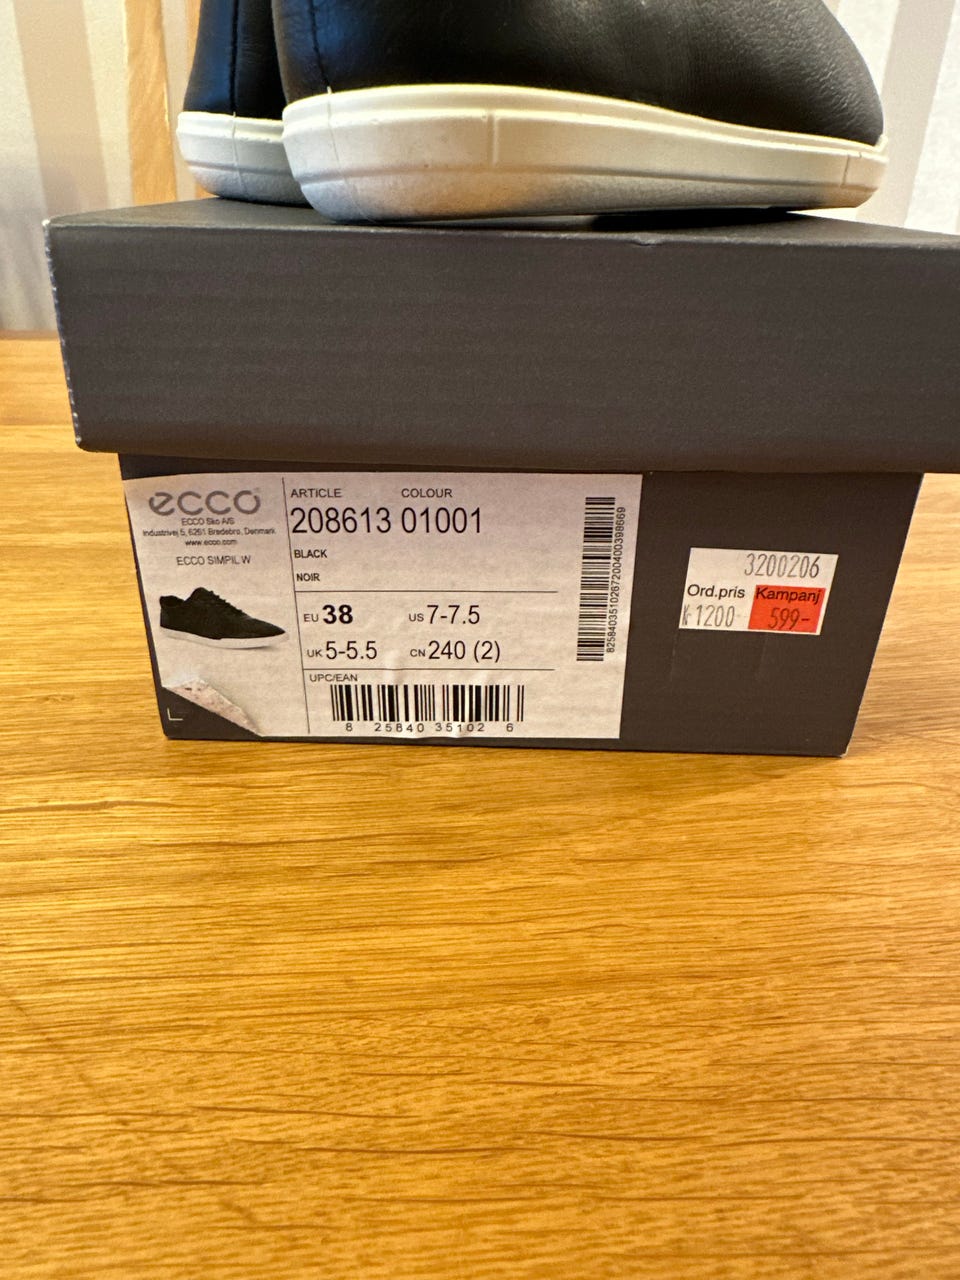 ecco
ECCO Sko A/S
Industrivej 5, 6261 Bredebro, Denmark
www.ecco.com
ECCO SIMPIL W
ARTICLE COLOUR
208613 01001
BLACK
NOIR
EU 38 US 7-7.5
UK 5-5.5 CN 240 (2)
UPC/EAN
8 25840 35102 6
825840351026720040039866​9
3200206
Ord.pris Kampanj
1200- 599-